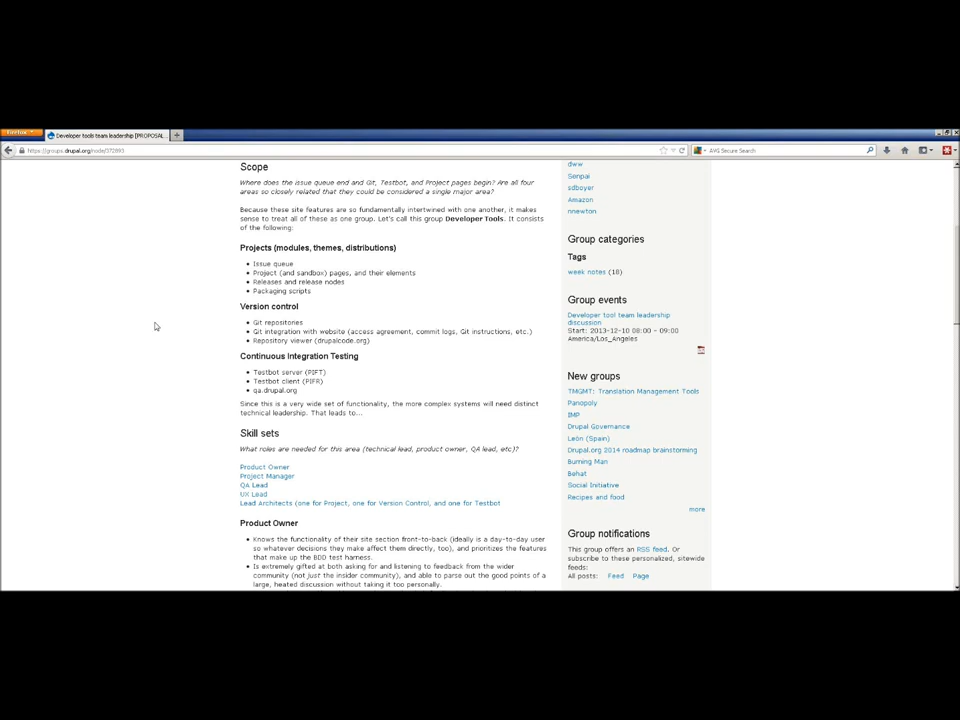 Firefox
Developer tools team leadership [PROPOSAL...
https://groups.drupal.org/node/372693
AVG Secure Search
Scope
Where does the issue queue end and Git, Testbot, and Project pages begin? Are all four
areas so closely related that they could be considered a single major area?
Because these site features are so fundamentally intertwined with one another, it makes
sense to treat all of these as one group. Let's call this group Developer Tools. It consists
of the following:
Projects (modules, themes, distributions)
Issue queue
Project (and sandbox) pages, and their elements
Releases and release nodes
Packaging scripts
Version control
Git repositories
Git integration with website (access agreement, commit logs, Git instructions, etc.)
Repository viewer (drupalcode.org)
Continuous Integration Testing
Testbot server (PIFT)
Testbot client (PIFR)
qa.drupal.org
Since this is a very wide set of functionality, the more complex systems will need distinct
technical leadership. That leads to...
Skill sets
What roles are needed for this area (technical lead, product owner, QA lead, etc)?
Product Owner
Project Manager
QA Lead
UX Lead
Lead Architects (one for Project, one for Version Control, and one for Testbot
Product Owner
Knows the functionality of their site section front-to-back (ideally is a day-to-day user
so whatever decisions they make affect them directly, too), and prioritizes the features
that make up the BDD test harness.
Is extremely gifted at both asking for and listening to feedback from the wider
community (not just the insider community), and able to parse out the good points of a
large, heated discussion without taking it too personally.
dww
Senpai
sdboyer
Amazon
nnewton
Group categories
Tags
week notes (18)
Group events
Developer tool team leadership
discussion
Start: 2013-12-10 08:00 - 09:00
America/Los_Angeles
New groups
TMGMT: Translation Management Tools
Panopoly
IMP
Drupal Governance
León (Spain)
Drupal.org 2014 roadmap brainstorming
Burning Man
Behat
Social Initiative
Recipes and food
more
Group notifications
This group offers an RSS feed. Or
subscribe to these personalized, sitewide
feeds:
All posts: Feed Page